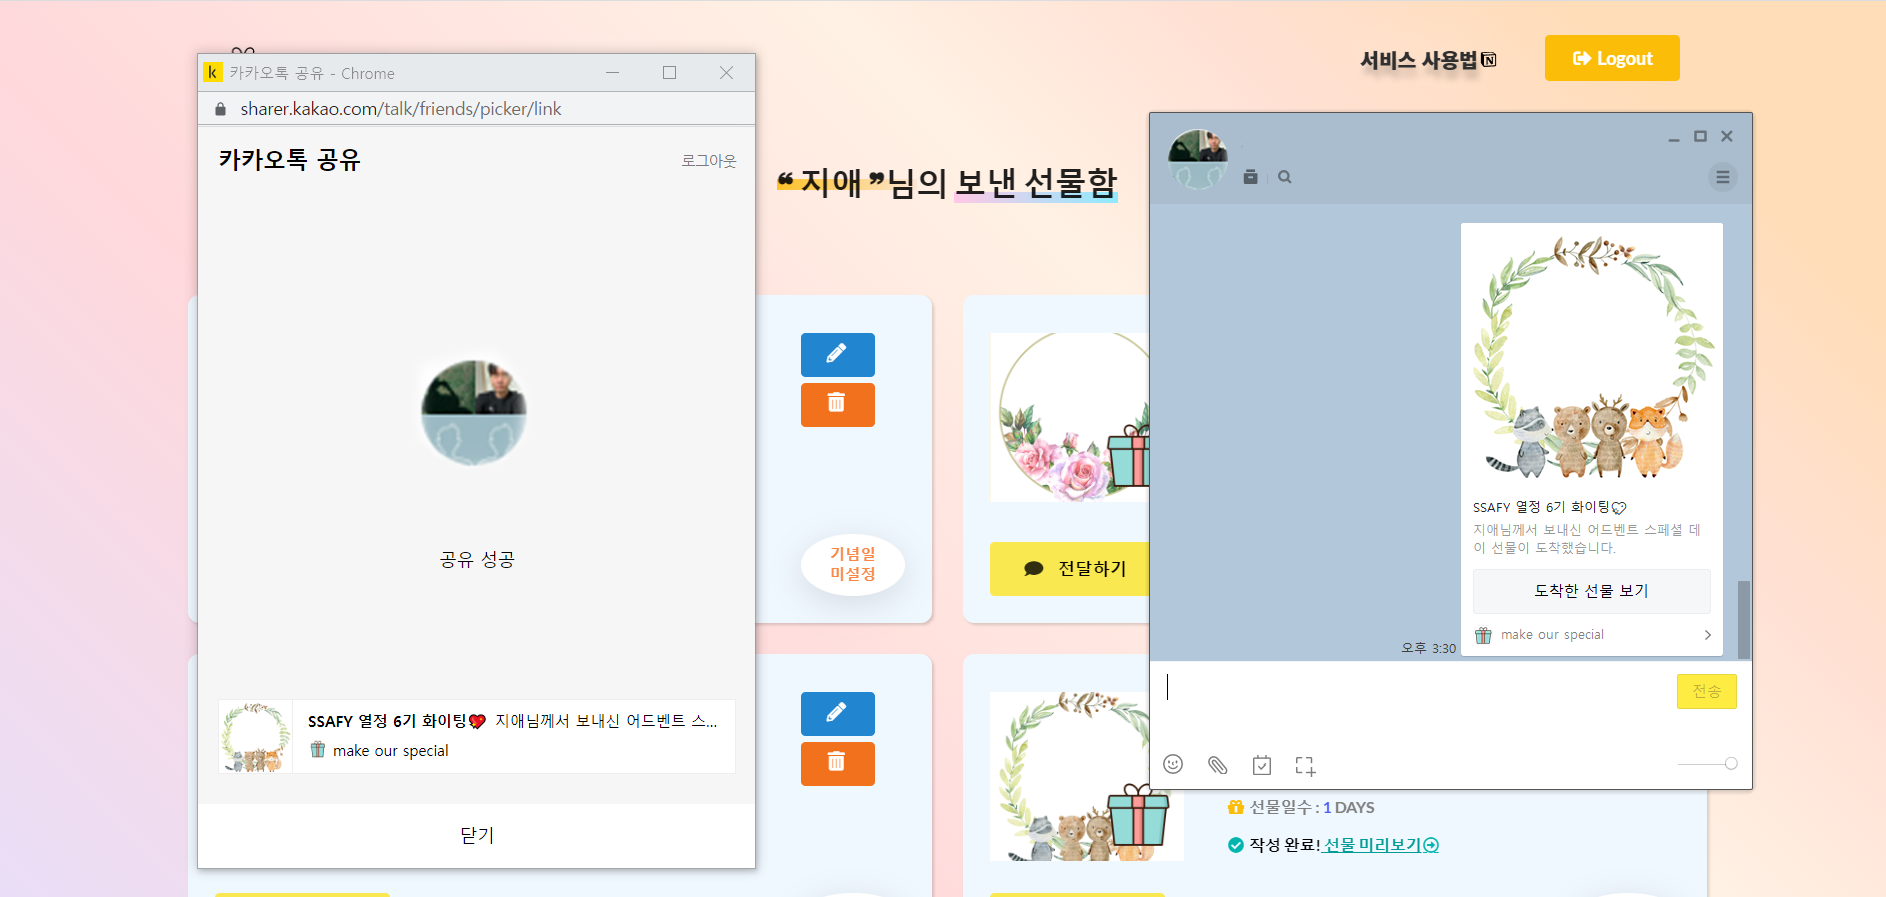 카카오톡 공유 - Chrome
sharer.kakao.com/talk/friends/picker/link
카카오톡 공유
로그아웃
공유 성공
SSAFY 열정 6기 화이팅💘 지애님께서 보내신 어드벤트 스...
make our special
닫기
서비스 사용법
Logout
❝ 지애 ❞님의 보낸 선물함
기념일
미설정
전달하기
SSAFY 열정 6기 화이팅💘
지애님께서 보내신 어드벤트 스페셜 데
이 선물이 도착했습니다.
도착한 선물 보기
make our special
오후 3:30
전송
선물일수 : 1 DAYS
작성 완료! 선물 미리보기